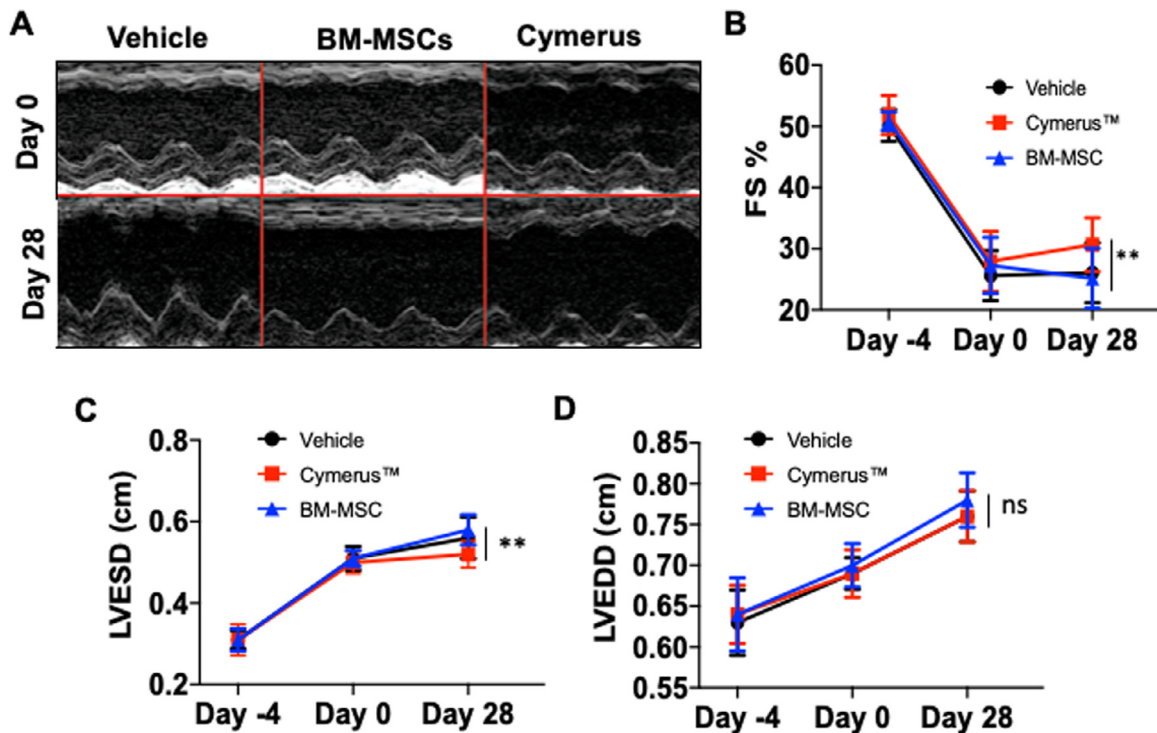 A
Vehicle
BM-MSCs
Cymerus
Day 0
Day 28
B
60
50
40
30
20
FS %
Vehicle
Cymerus™
BM-MSC
**
Day -4
Day 0
Day 28
C
0.8
0.6
0.4
0.2
LVESD (cm)
Vehicle
Cymerus™
BM-MSC
**
Day -4
Day 0
Day 28
D
0.85
0.80
0.75
0.70
0.65
0.60
0.55
LVEDD (cm)
Vehicle
Cymerus™
BM-MSC
ns
Day -4
Day 0
Day 28